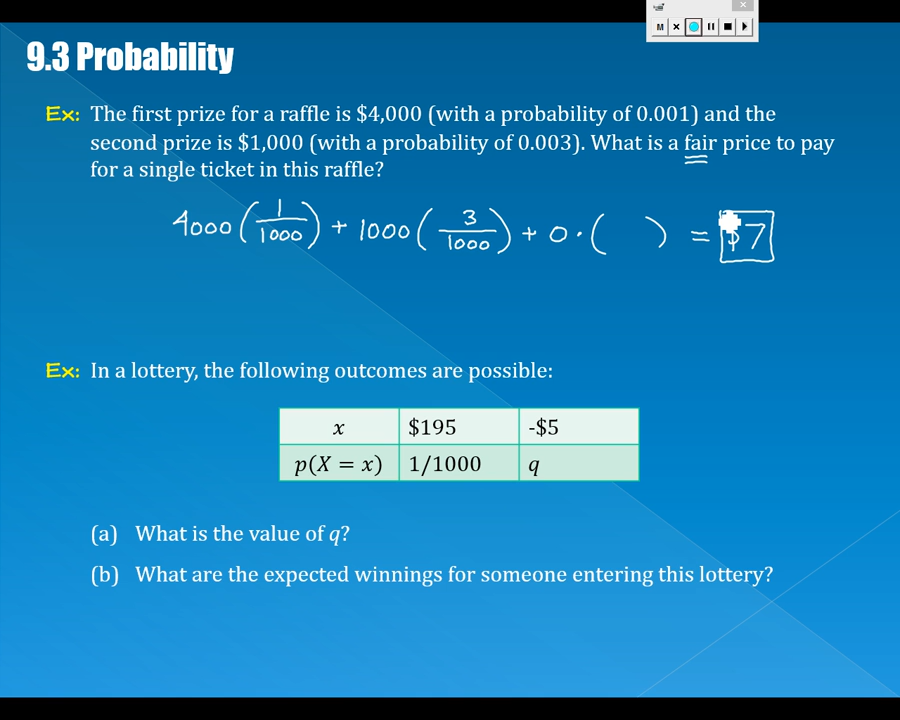 M
9.3 Probability
Ex: The first prize for a raffle is $4,000 (with a probability of 0.001) and the
second prize is $1,000 (with a probability of 0.003). What is a fair price to pay
for a single ticket in this raffle?
4000 (1/1000) + 1000 (3/1000) + 0 · ( ) = $7
Ex: In a lottery, the following outcomes are possible:
x $195 -$5
p(X = x) 1/1000 q
(a) What is the value of q?
(b) What are the expected winnings for someone entering this lottery?